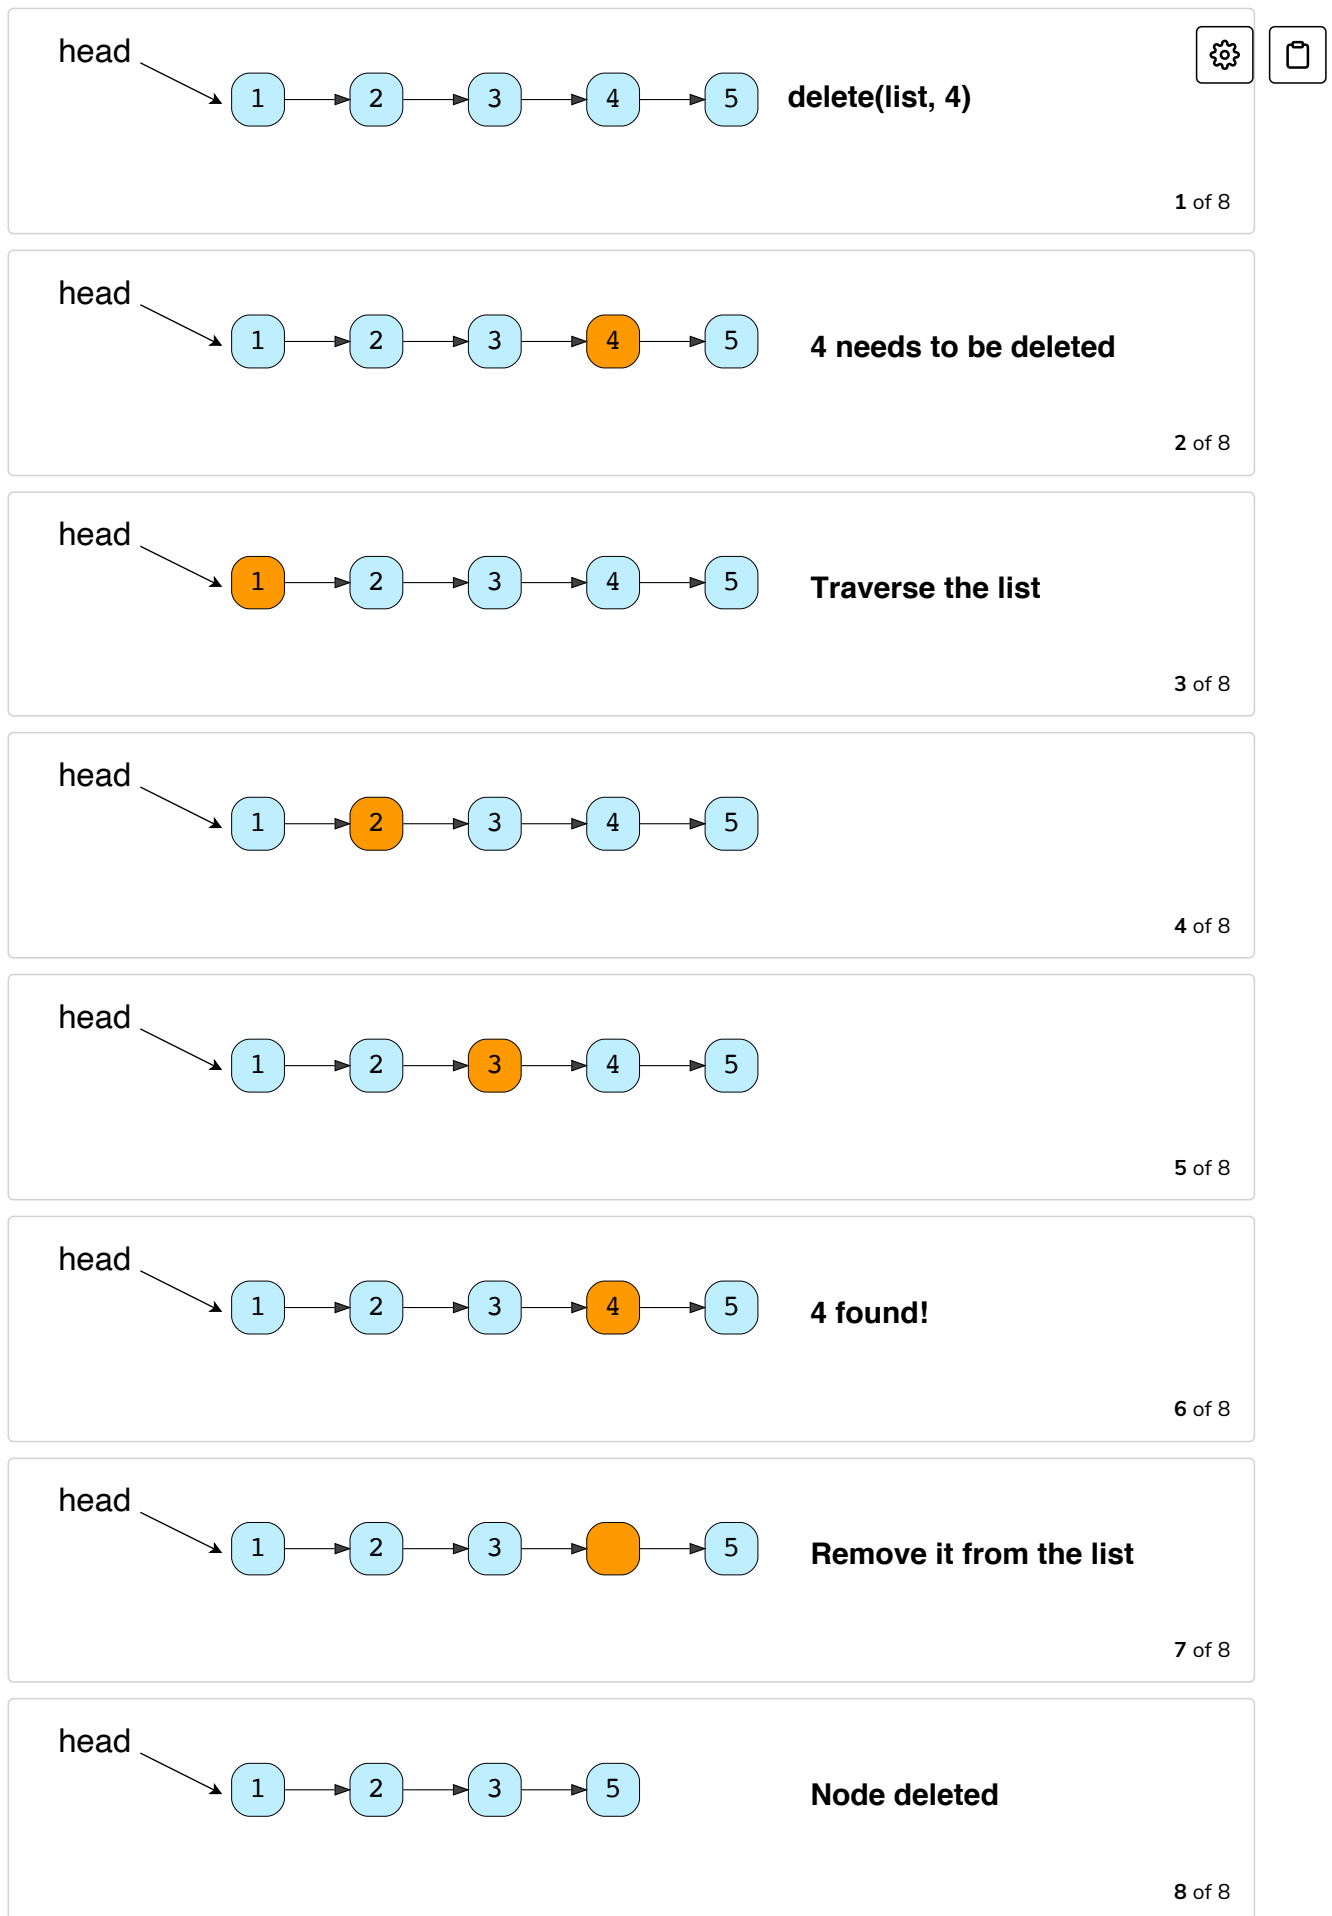 head
1 2 3 4 5 delete(list, 4)
1 of 8
head
1 2 3 4 5 4 needs to be deleted
2 of 8
head
1 2 3 4 5 Traverse the list
3 of 8
head
1 2 3 4 5
4 of 8
head
1 2 3 4 5
5 of 8
head
1 2 3 4 5 4 found!
6 of 8
head
1 2 3 5 Remove it from the list
7 of 8
head
1 2 3 5 Node deleted
8 of 8